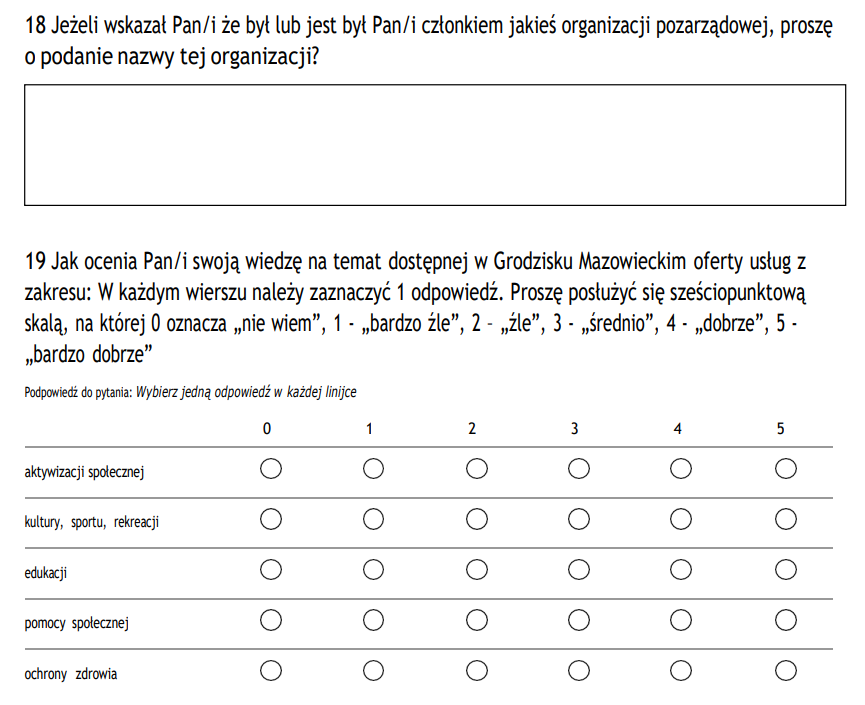 18 Jeżeli wskazał Pan/i że był lub jest był Pan/i członkiem jakieś organizacji pozarządowej, proszę
o podanie nazwy tej organizacji?
19 Jak ocenia Pan/i swoją wiedzę na temat dostępnej w Grodzisku Mazowieckim oferty usług z
zakresu: W każdym wierszu należy zaznaczyć 1 odpowiedź. Proszę posłużyć się sześciopunktową
skalą, na której 0 oznacza „nie wiem”, 1 - „bardzo źle”, 2 – „źle”, 3 - „średnio”, 4 - „dobrze”, 5 -
„bardzo dobrze”
Podpowiedź do pytania: Wybierz jedną odpowiedź w każdej linijce
0 1 2 3 4 5
aktywizacji społecznej
kultury, sportu, rekreacji
edukacji
pomocy społecznej
ochrony zdrowia